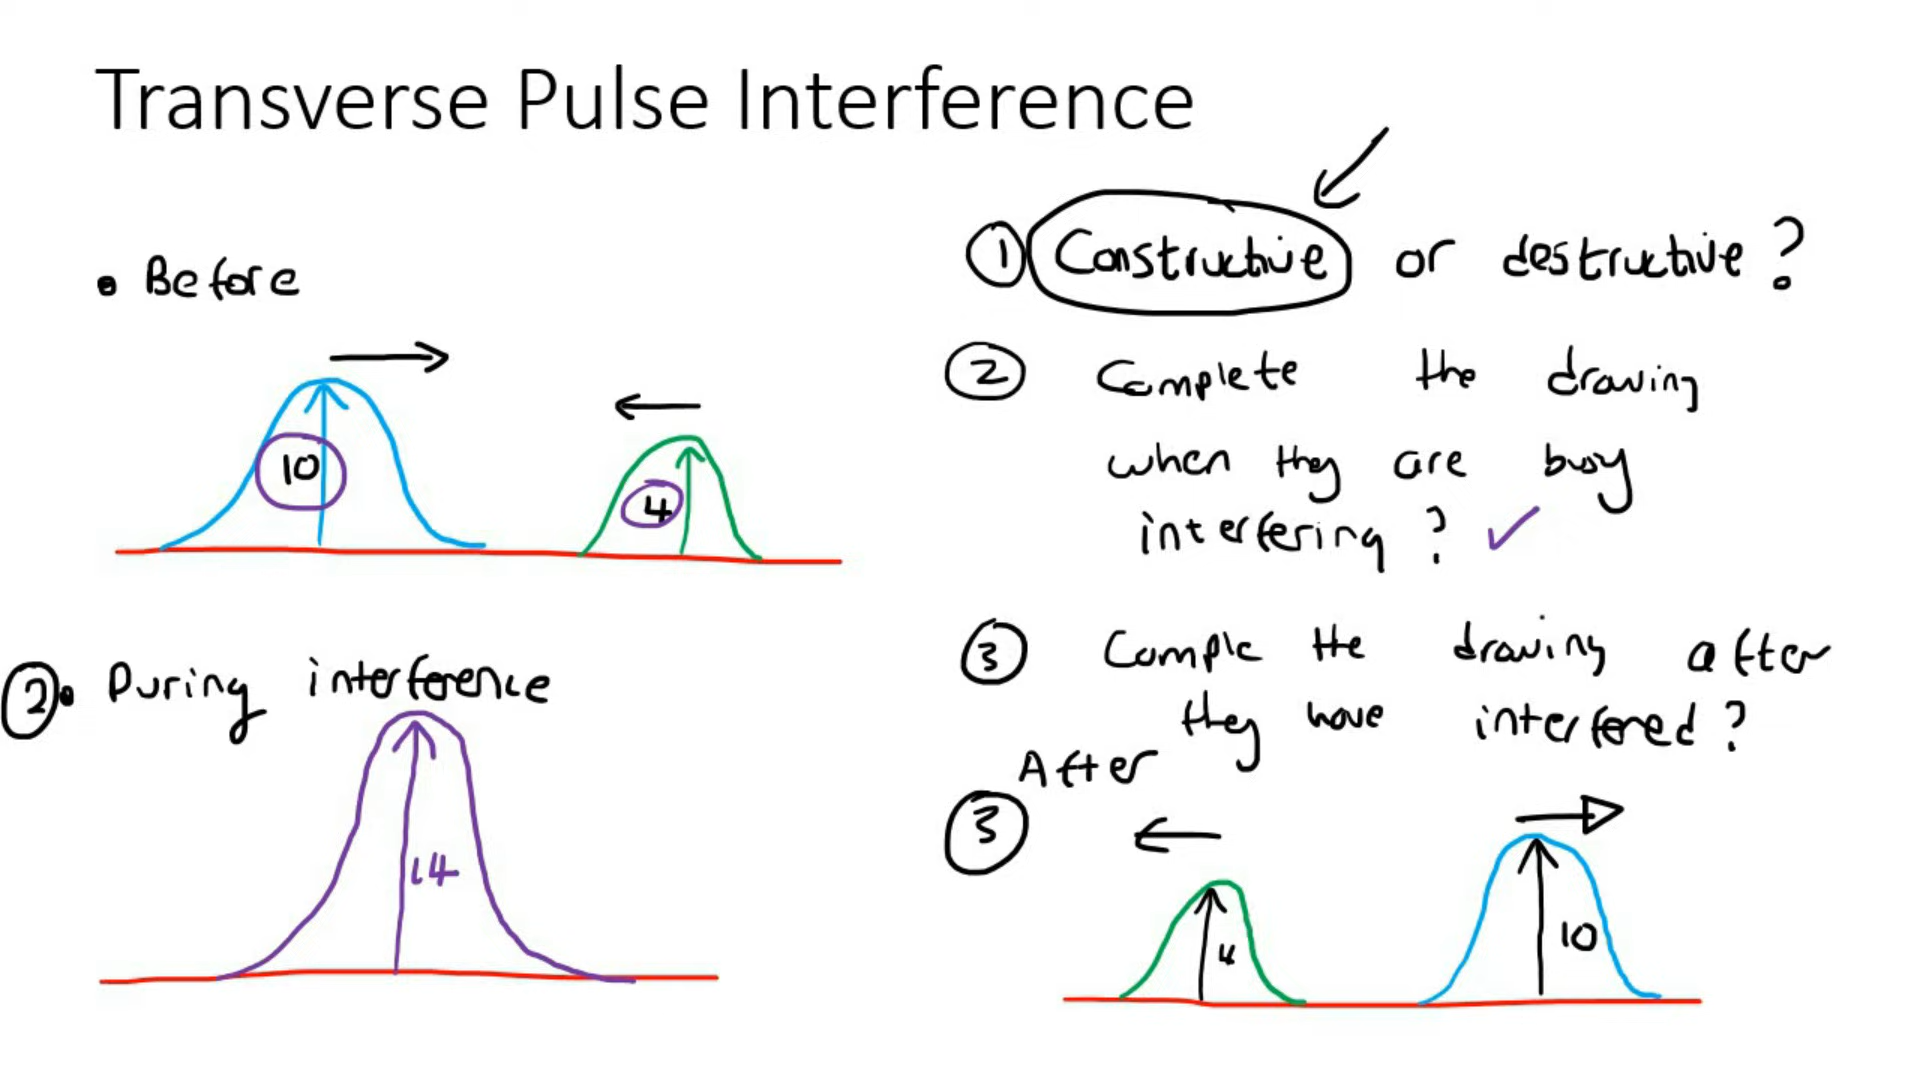 Transverse Pulse Interference
• Before
10
4
① Constructive or destructive?
② Complete the drawing
when they are busy
interfering? ✓
③ Comple the drawing after
they have interfered?
②• During interference
14
After
③
4
10